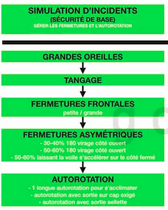 SIMULATION D'INCIDENTS
(SÉCURITÉ DE BASE)
GÉRER LES FERMETURES ET L'AUTOROTATION
GRANDES OREILLES
TANGAGE
FERMETURES FRONTALES
petite / grande
FERMETURES ASYMÉTRIQUES
- 30-40% 180 virage côté ouvert
- 50-60% 180 virage côté ouvert
- 50-60% laissant la voile s'accélérer sur le côté fermé
AUTOROTATION
- 1 longue autorotation pour s'acclimater
- autorotation avec sortie sur cap exigé
- autorotation avec sortie sellette